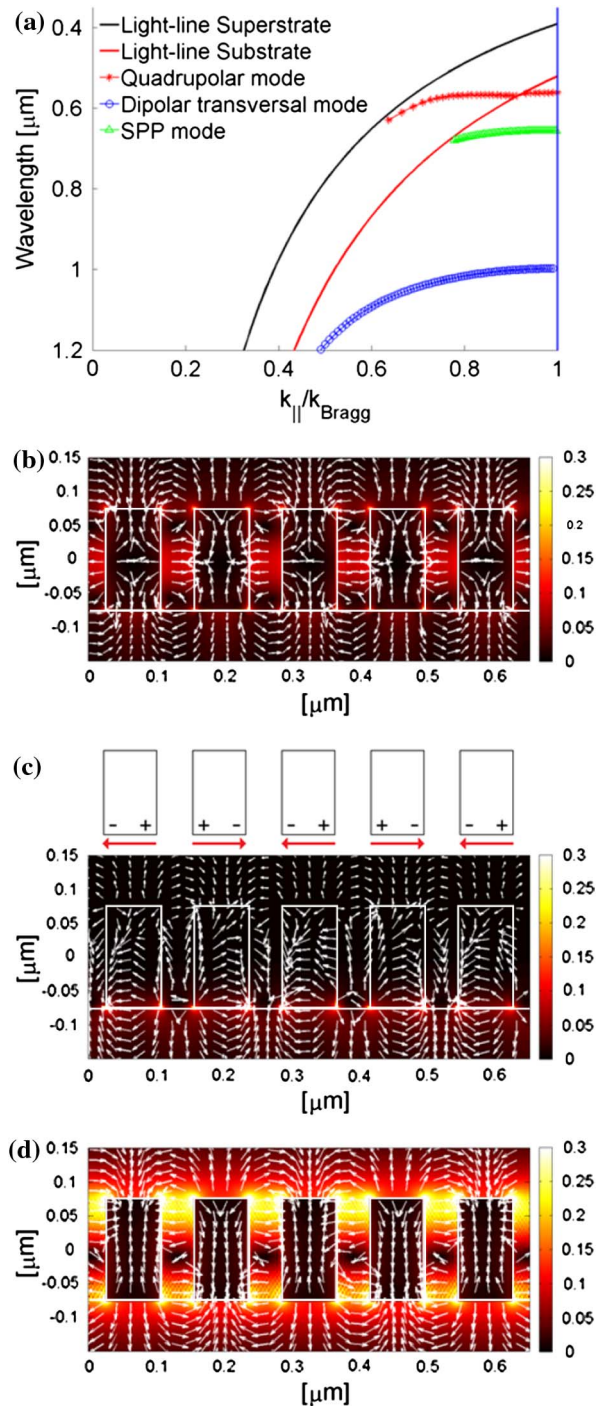 (a)
Light-line Superstrate
Light-line Substrate
Quadrupolar mode
Dipolar transversal mode
SPP mode
Wavelength [μm]
0.4
0.6
0.8
1
1.2
0 0.2 0.4 0.6 0.8 1
k||/kBragg
(b)
0.15
0.1
0.05
0
-0.05
-0.1
[μm]
0 0.1 0.2 0.3 0.4 0.5 0.6
[μm]
0.3
0.25
0.2
0.15
0.1
0.05
0
(c)
- + + - - + + - - +
0.15
0.1
0.05
0
-0.05
-0.1
[μm]
0 0.1 0.2 0.3 0.4 0.5 0.6
[μm]
0.3
0.25
0.2
0.15
0.1
0.05
0
(d)
0.15
0.1
0.05
0
-0.05
-0.1
[μm]
0 0.1 0.2 0.3 0.4 0.5 0.6
[μm]
0.3
0.25
0.2
0.15
0.1
0.05
0